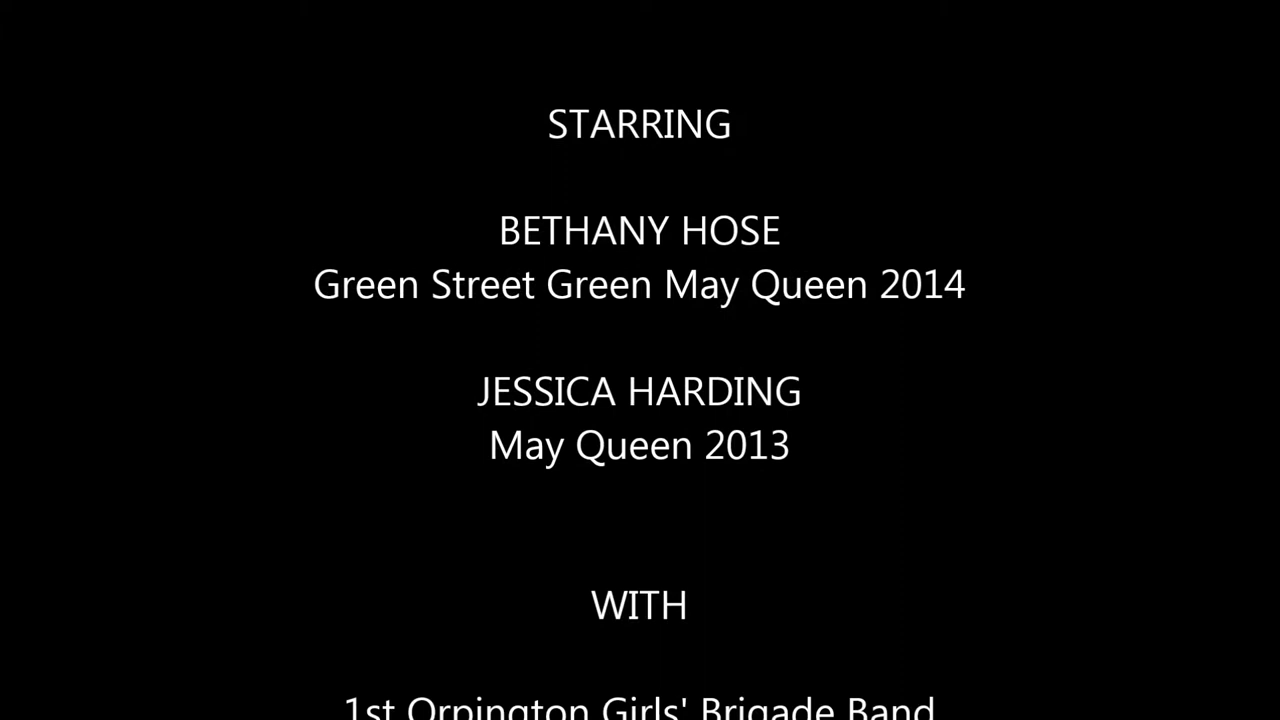 STARRING
BETHANY HOSE
Green Street Green May Queen 2014
JESSICA HARDING
May Queen 2013
WITH
1st Orpington Girls' Brigade Band